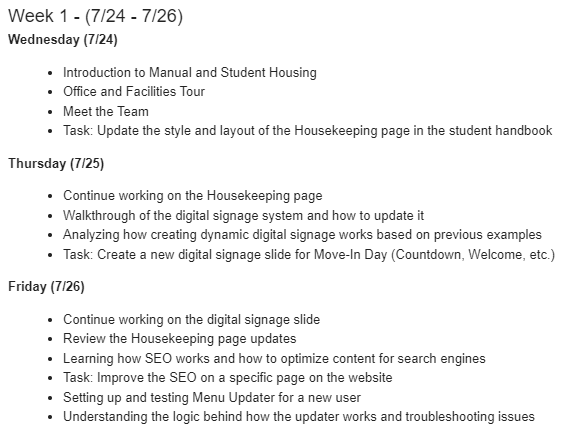 Week 1 - (7/24 - 7/26)
Wednesday (7/24)
• Introduction to Manual and Student Housing
• Office and Facilities Tour
• Meet the Team
• Task: Update the style and layout of the Housekeeping page in the student handbook
Thursday (7/25)
• Continue working on the Housekeeping page
• Walkthrough of the digital signage system and how to update it
• Analyzing how creating dynamic digital signage works based on previous examples
• Task: Create a new digital signage slide for Move-In Day (Countdown, Welcome, etc.)
Friday (7/26)
• Continue working on the digital signage slide
• Review the Housekeeping page updates
• Learning how SEO works and how to optimize content for search engines
• Task: Improve the SEO on a specific page on the website
• Setting up and testing Menu Updater for a new user
• Understanding the logic behind how the updater works and troubleshooting issues